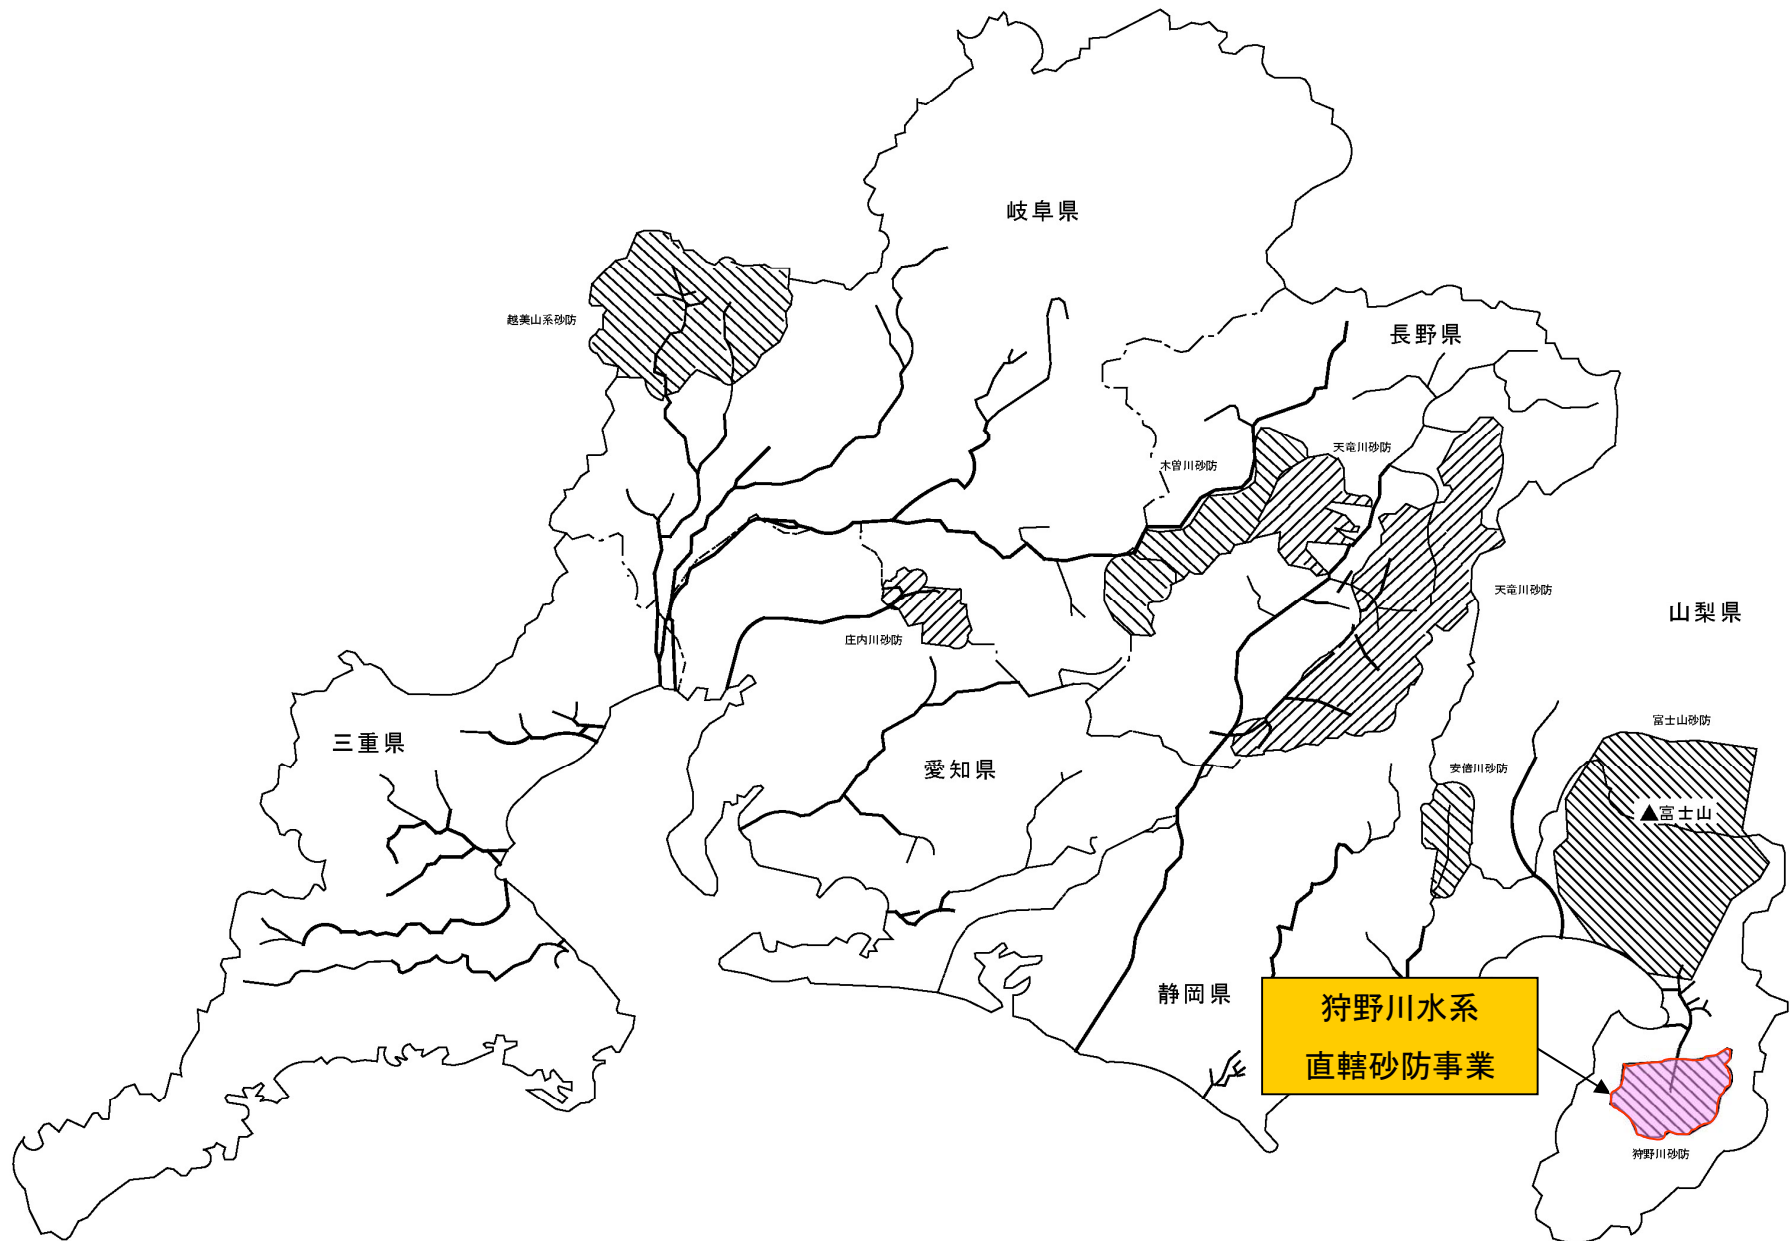 岐阜県
越美山系砂防
長野県
天竜川砂防
木曽川砂防
天竜川砂防
山梨県
庄内川砂防
富士山砂防
三重県
愛知県
安倍川砂防
▲富士山
静岡県
狩野川水系
直轄砂防事業
狩野川砂防